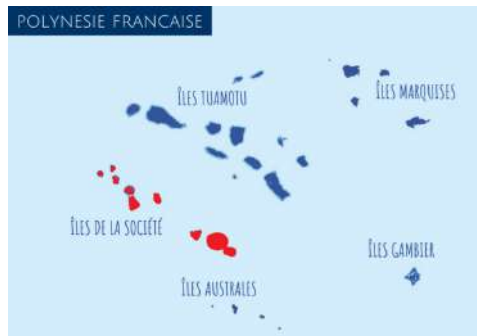 POLYNESIE FRANCAISE
ÎLES TUAMOTU
ÎLES MARQUISES
ÎLES DE LA SOCIÉTÉ
ÎLES GAMBIER
ÎLES AUSTRALES